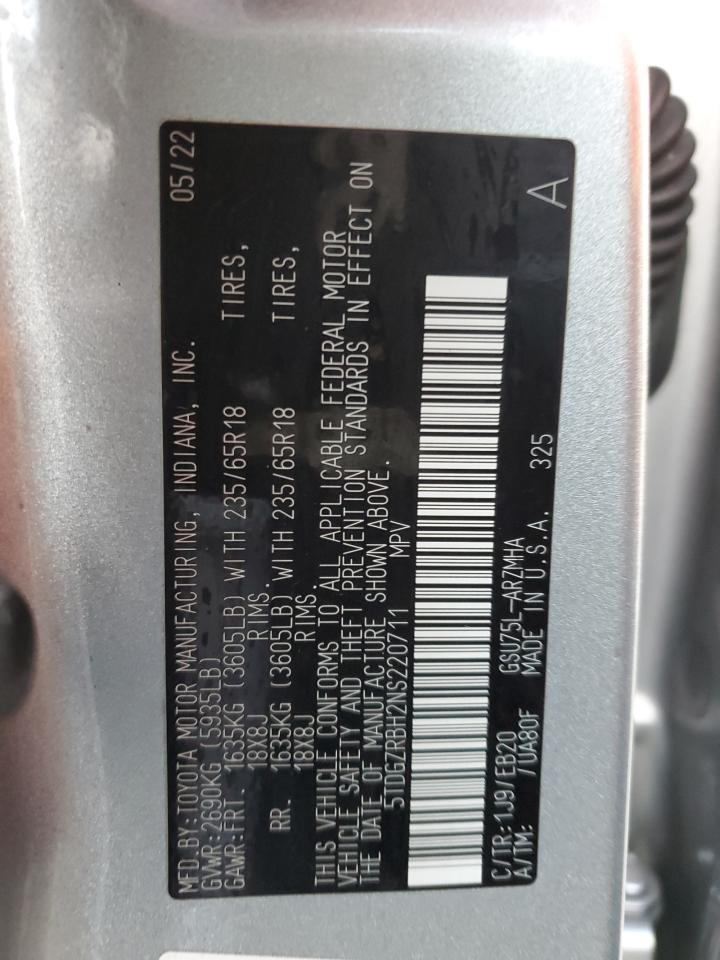 MFD. BY: TOYOTA MOTOR MANUFACTURING, INDIANA, INC. 05/22
GVWR: 2690KG (5935LB)
GAWR: FRT. 1635KG (3605LB) WITH 235/65R18 TIRES,
18X8J RIMS.
RR. 1635KG (3605LB) WITH 235/65R18 TIRES,
18X8J RIMS.
THIS VEHICLE CONFORMS TO ALL APPLICABLE FEDERAL MOTOR
VEHICLE SAFETY AND THEFT PREVENTION STANDARDS IN EFFECT ON
THE DATE OF MANUFACTURE SHOWN ABOVE.
5TDGZRBH2NS220711 MPV
C/TR: 1J9/EB20 GSU75L-ARZMHA
A/TM: /UA80F MADE IN U.S.A. 325 A